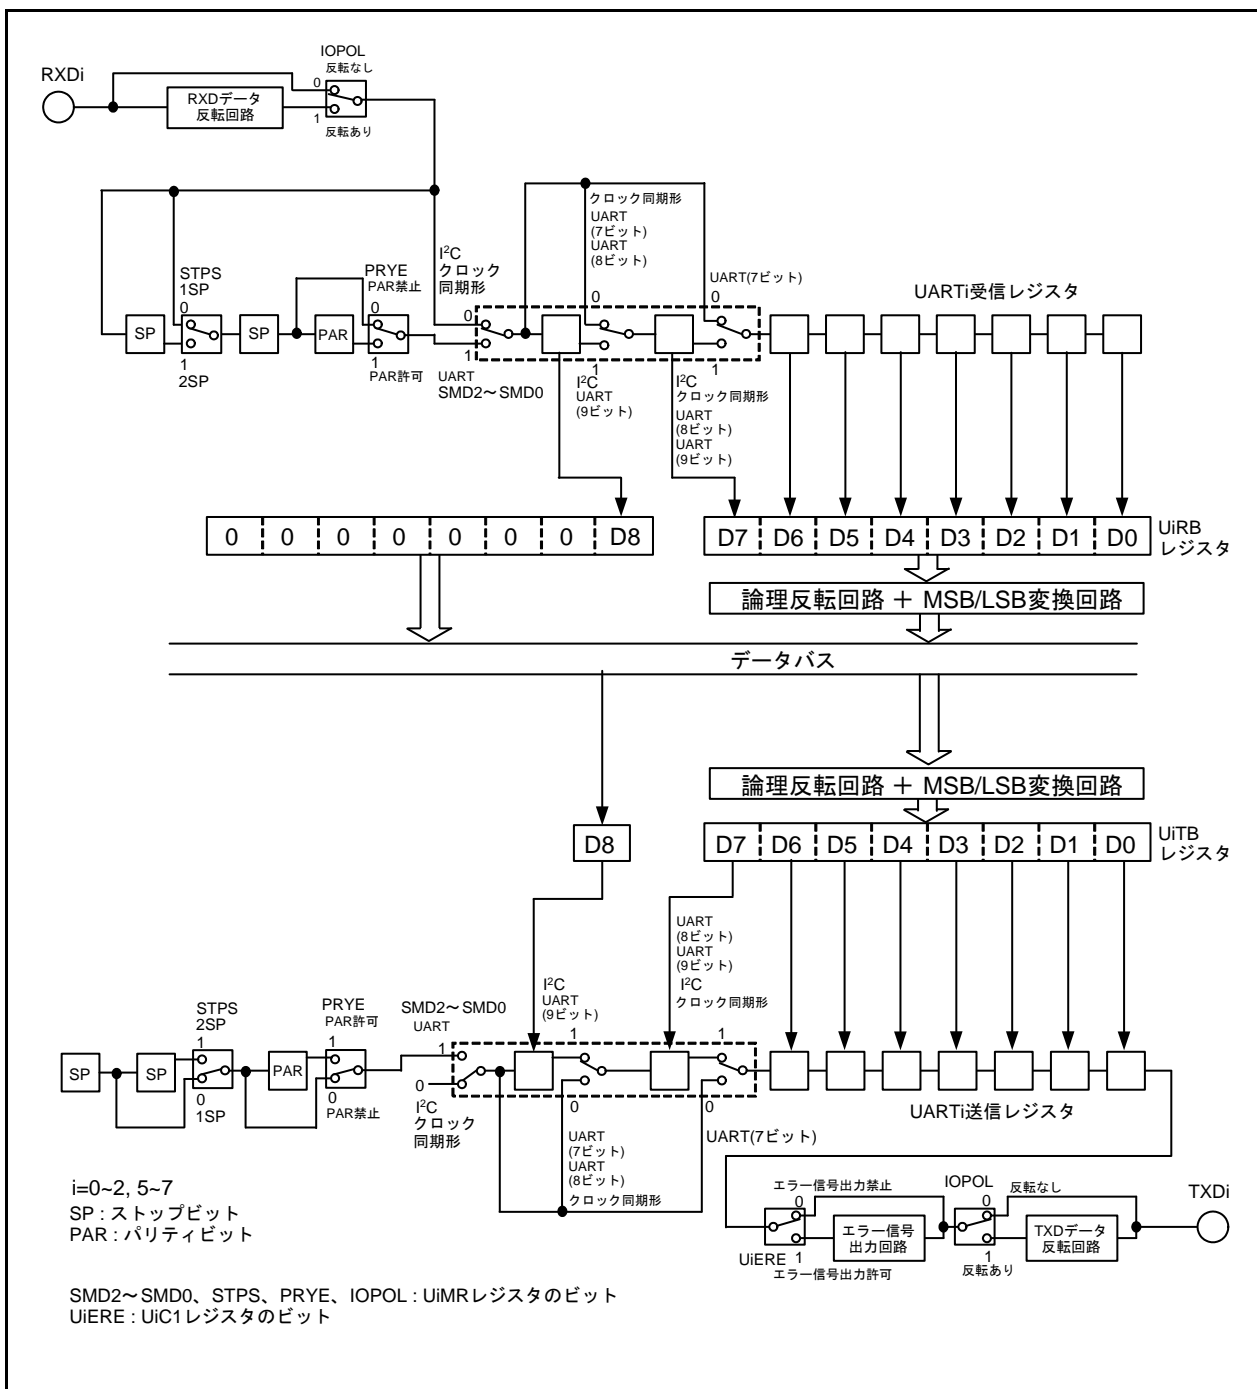 IOPOL
反転なし
RXDi
0
RXDデータ
反転回路
1
反転あり
クロック同期形
UART
(7ビット)
UART
(8ビット)
I²C
クロック
同期形
STPS
1SP
0
PRYE
PAR禁止
0
UART(7ビット)
0
0
0
UARTi受信レジスタ
SP
SP
PAR
1
2SP
1
PAR許可
1
UART
SMD2～SMD0
1
I²C
UART
(9ビット)
1
I²C
クロック同期形
UART
(8ビット)
UART
(9ビット)
0 0 0 0 0 0 0 D8
D7 D6 D5 D4 D3 D2 D1 D0
UiRB
レジスタ
論理反転回路 ＋ MSB/LSB変換回路
データバス
論理反転回路 ＋ MSB/LSB変換回路
D8
D7 D6 D5 D4 D3 D2 D1 D0
UiTB
レジスタ
UART
(8ビット)
UART
(9ビット)
I²C
クロック同期形
I²C
UART
(9ビット)
STPS
2SP
1
PRYE
PAR許可
1
SMD2～SMD0
UART
1
1
1
SP
SP
PAR
0
1SP
0
PAR禁止
0
I²C
クロック
同期形
0
UART
(7ビット)
UART
(8ビット)
クロック同期形
0
UART(7ビット)
UARTi送信レジスタ
i=0~2, 5~7
SP : ストップビット
PAR : パリティビット
エラー信号出力禁止
0
IOPOL
0
反転なし
TXDi
エラー信号
出力回路
TXDデータ
反転回路
UiERE
1
エラー信号出力許可
1
反転あり
SMD2～SMD0、STPS、PRYE、IOPOL : UiMRレジスタのビット
UiERE : UiC1レジスタのビット